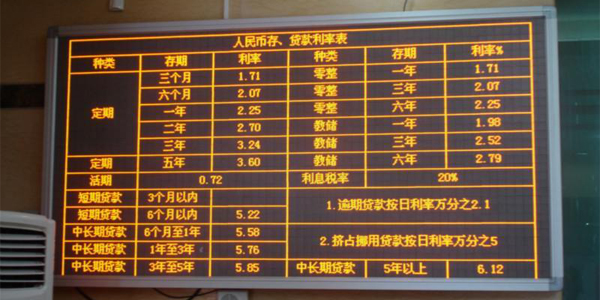 人民币存、贷款利率表
种类 存期 利率 种类 存期 利率%
三个月 1.71 零整 一年 1.71
六个月 2.07 零整 三年 2.07
定期 一年 2.25 零整 六年 2.25
二年 2.70 教储 一年 1.98
三年 3.24 教储 三年 2.52
定期 五年 3.60 教储 六年 2.79
活期 0.72 利息税率 20%
短期贷款 3个月以内
1.逾期贷款按日利率万分之2.1
短期贷款 6个月以内 5.22
中长期贷款 6个月至1年 5.58
2.挤占挪用贷款按日利率万分之5
中长期贷款 1年至3年 5.76
中长期贷款 3年至5年 5.85 中长期贷款 5年以上 6.12